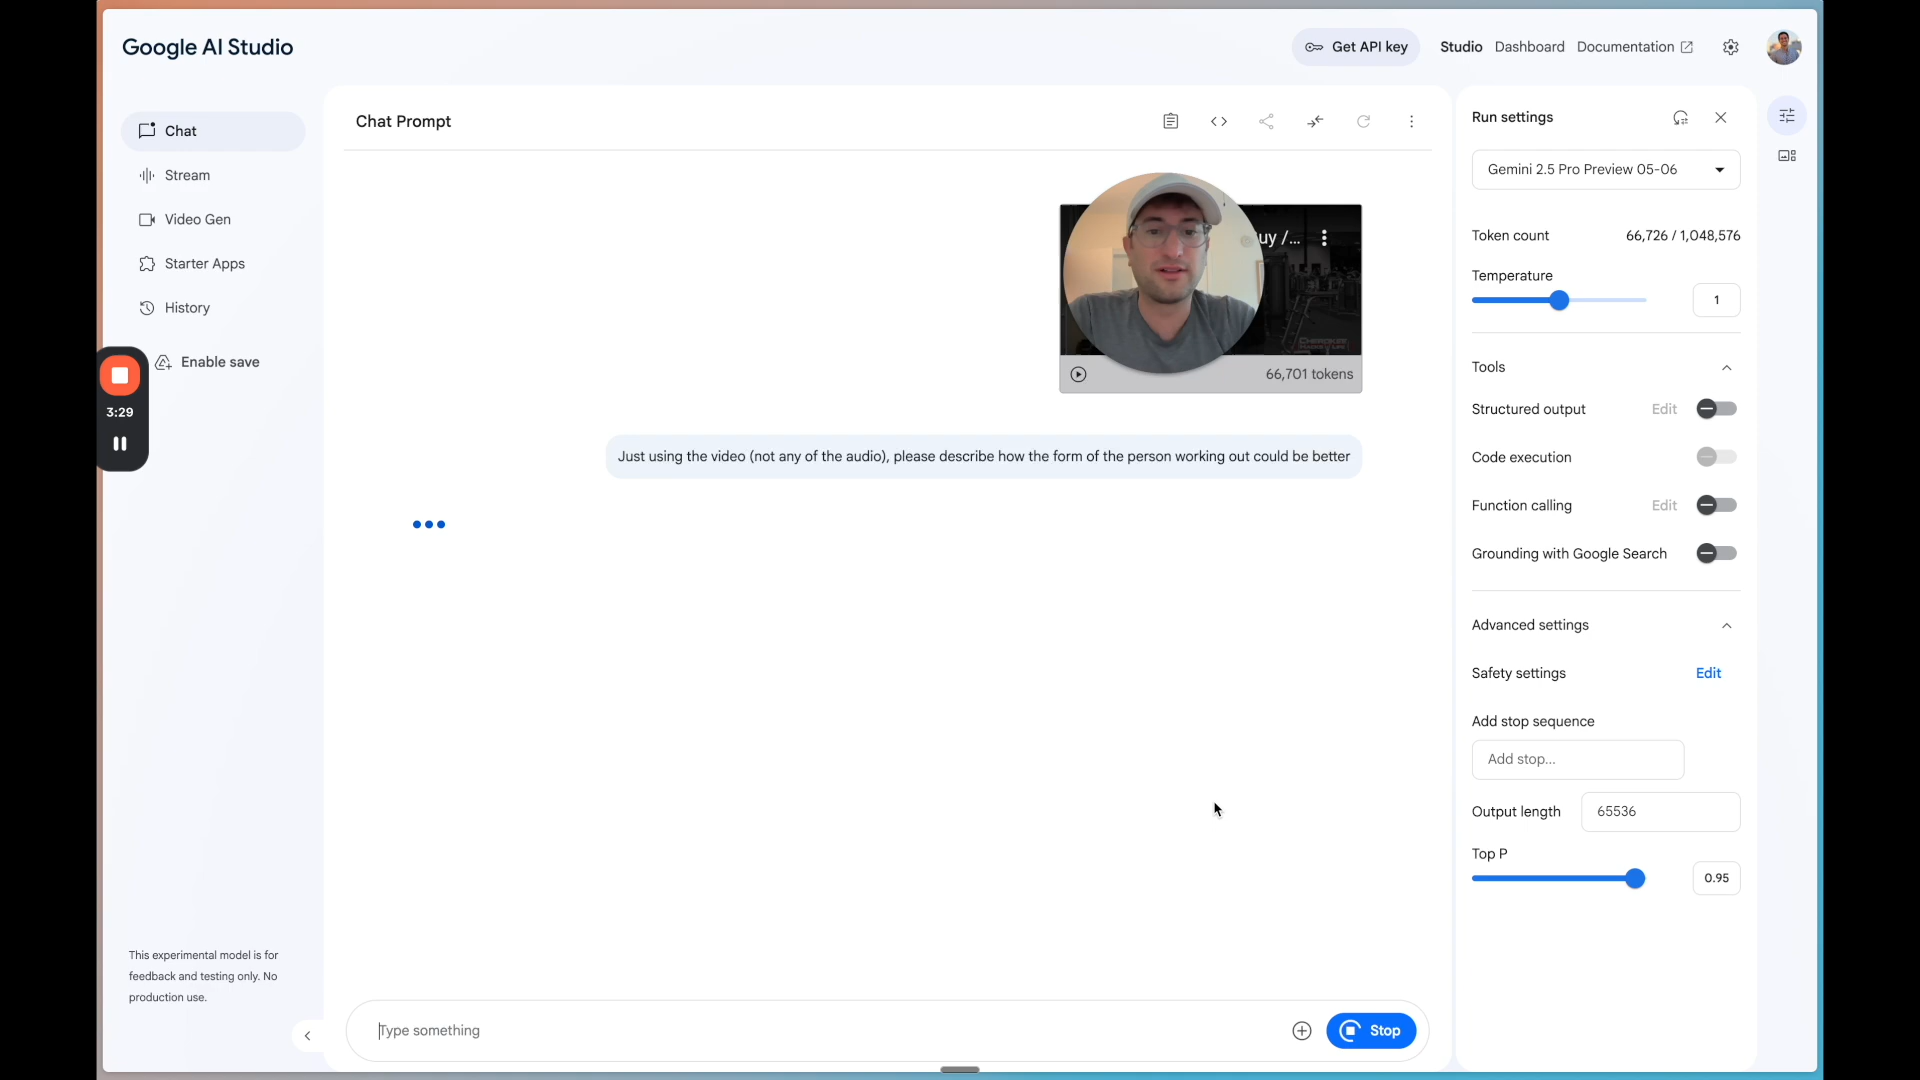 Google AI Studio
Get API key
Studio
Dashboard
Documentation
Chat
Stream
Video Gen
Starter Apps
History
Enable save
3:29
This experimental model is for
feedback and testing only. No
production use.
Chat Prompt
uy /...
66,701 tokens
Just using the video (not any of the audio), please describe how the form of the person working out could be better
Type something
Stop
Run settings
Gemini 2.5 Pro Preview 05-06
Token count 66,726 / 1,048,576
Temperature
1
Tools
Structured output Edit
Code execution
Function calling Edit
Grounding with Google Search
Advanced settings
Safety settings Edit
Add stop sequence
Add stop...
Output length 65536
Top P
0.95